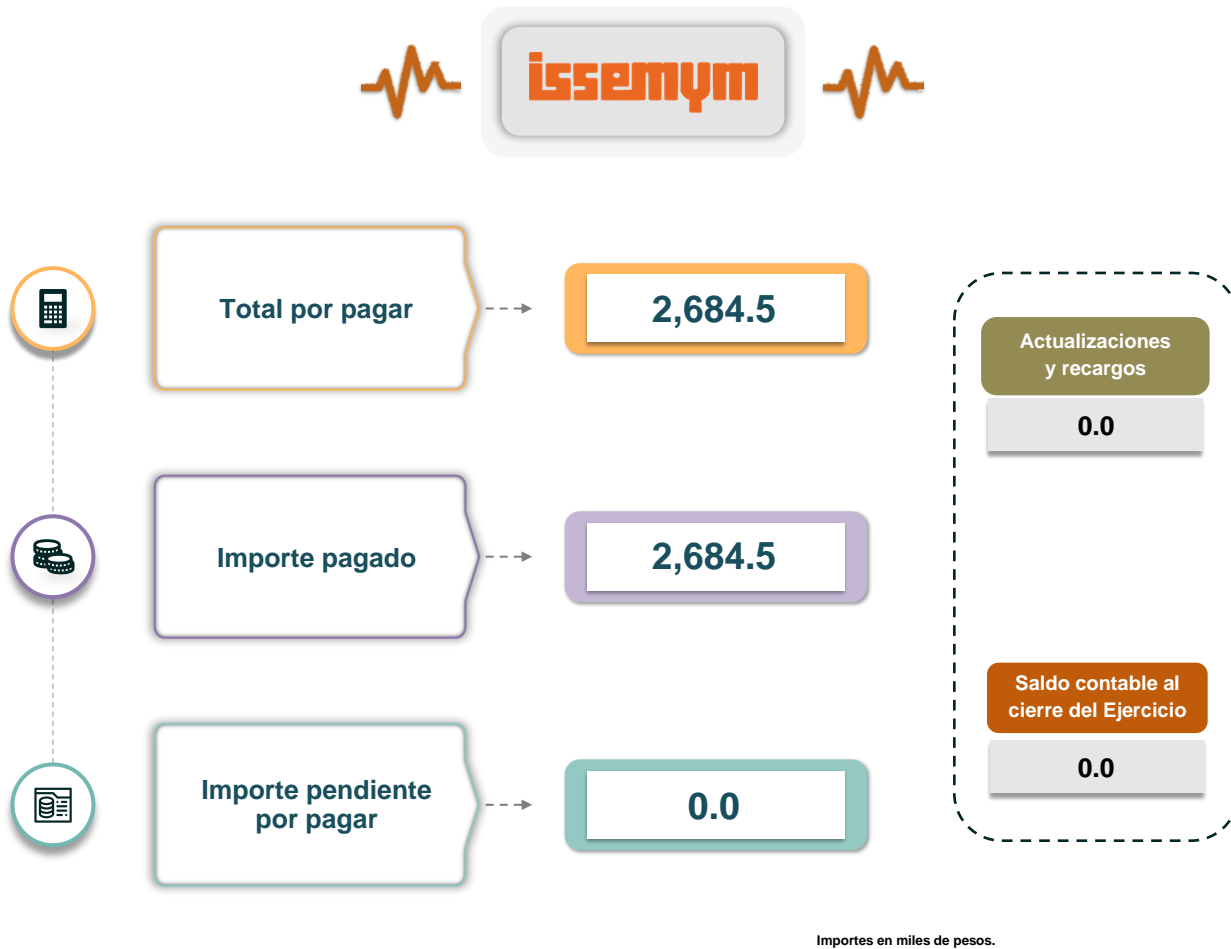 issemym
Total por pagar
2,684.5
Actualizaciones
y recargos
0.0
Importe pagado
2,684.5
Saldo contable al
cierre del Ejercicio
0.0
Importe pendiente
por pagar
0.0
Importes en miles de pesos.